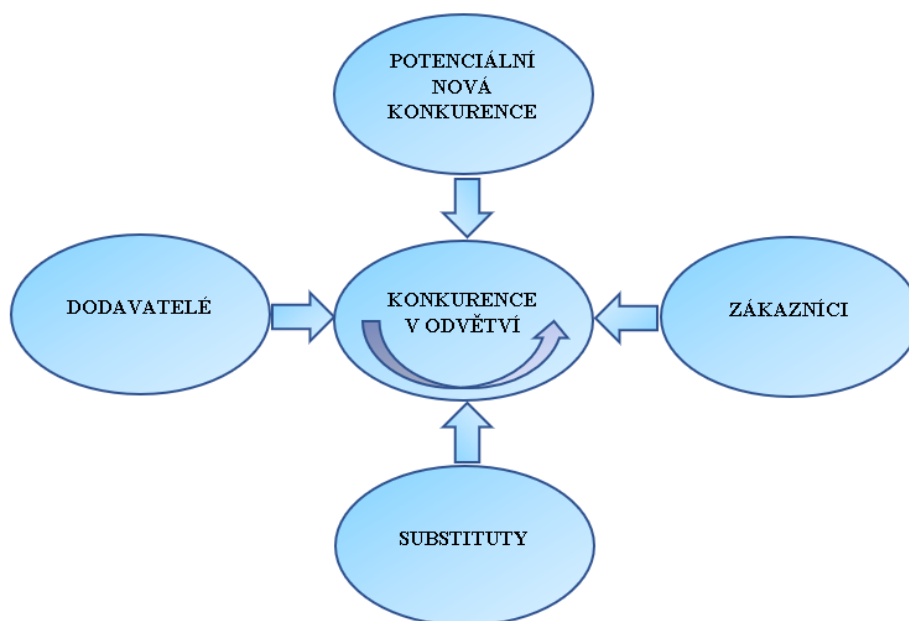 POTENCIÁLNÍ
NOVÁ
KONKURENCE
DODAVATELÉ
KONKURENCE
V ODVĚTVÍ
ZÁKAZNÍCI
SUBSTITUTY